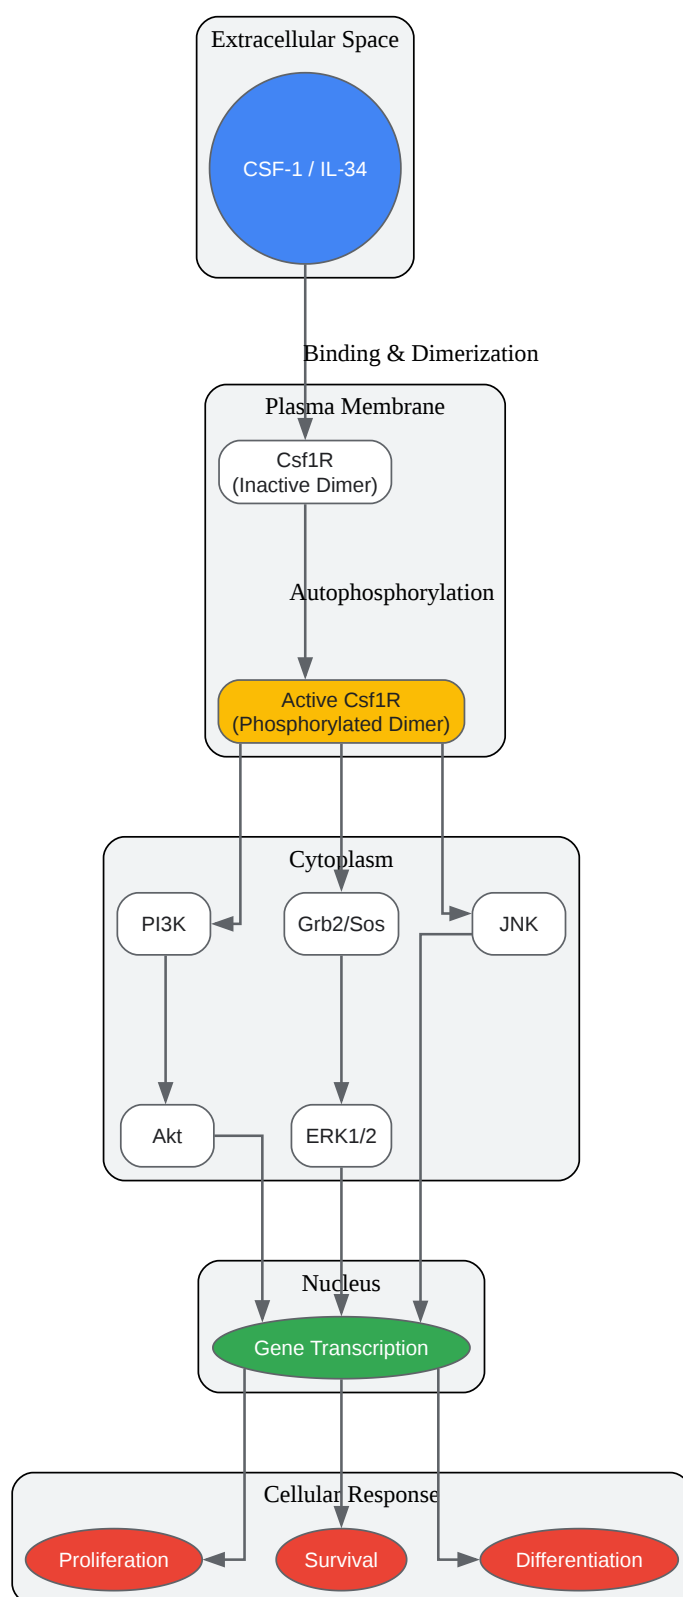 Extracellular Space
CSF-1 / IL-34
Binding & Dimerization
Plasma Membrane
Csf1R
(Inactive Dimer)
Autophosphorylation
Active Csf1R
(Phosphorylated Dimer)
Cytoplasm
PI3K
Grb2/Sos
JNK
Akt
ERK1/2
Nucleus
Gene Transcription
Cellular Response
Proliferation
Survival
Differentiation